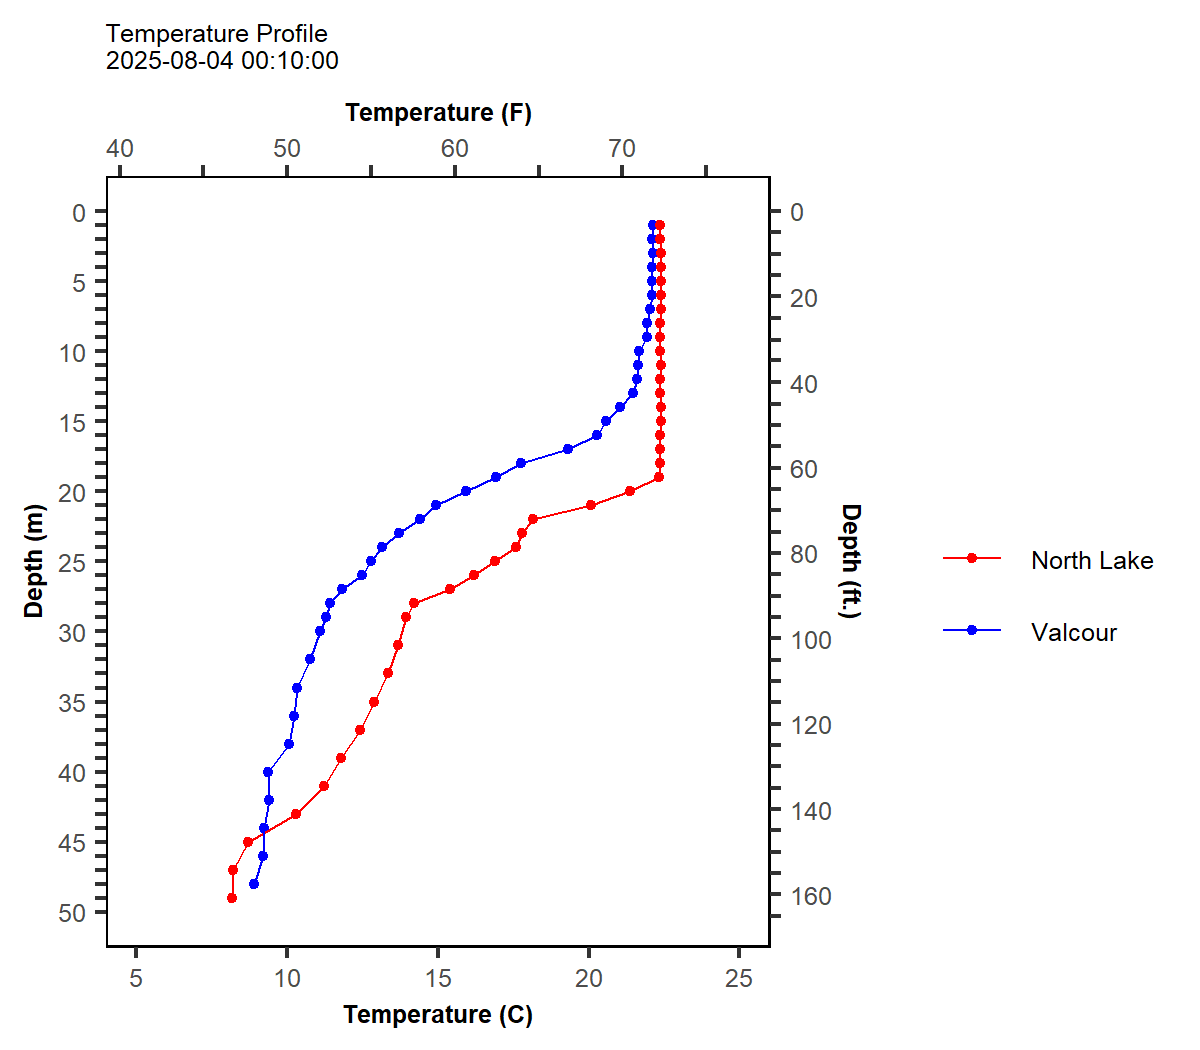 Temperature Profile
2025-08-04 00:10:00
Temperature (F)
40 50 60 70
0
5
10
15
20
25
30
35
40
45
50
Depth (m)
0
20
40
60
80
100
120
140
160
Depth (ft.)
North Lake
Valcour
5 10 15 20 25
Temperature (C)